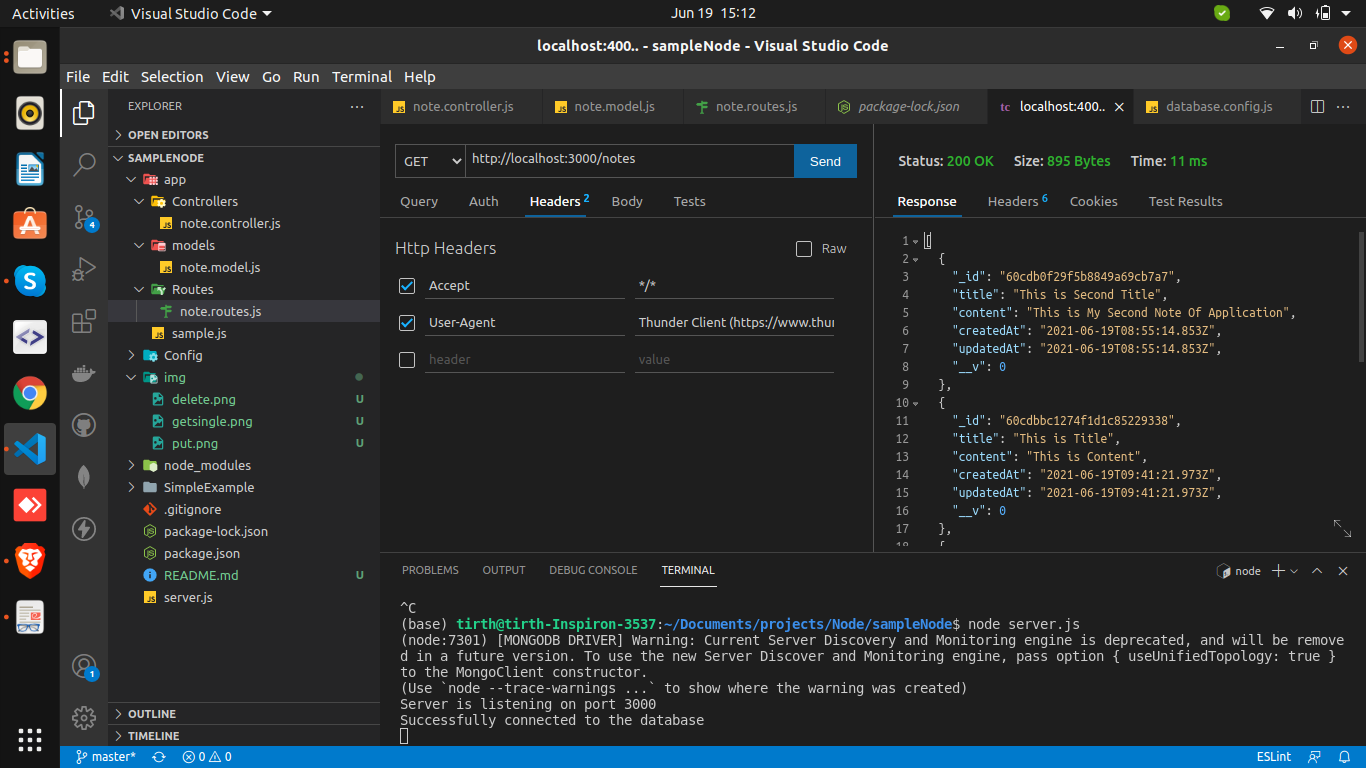 Activities
Visual Studio Code
Jun 19 15:12
localhost:400.. - sampleNode - Visual Studio Code
File Edit Selection View Go Run Terminal Help
EXPLORER
OPEN EDITORS
SAMPLENODE
app
Controllers
note.controller.js
models
note.model.js
Routes
note.routes.js
sample.js
Config
img
delete.png U
getsingle.png U
put.png U
node_modules
SimpleExample
.gitignore
package-lock.json
package.json
README.md U
server.js
OUTLINE
TIMELINE
4
1
note.controller.js note.model.js note.routes.js package-lock.json tc localhost:400.. database.config.js
GET http://localhost:3000/notes Send
Query Auth Headers 2 Body Tests
Http Headers Raw
Accept */*
User-Agent Thunder Client (https://www.thun
header value
Status: 200 OK Size: 895 Bytes Time: 11 ms
Response Headers 6 Cookies Test Results
1 [
2 {
3 "_id": "60cdb0f29f5b8849a69cb7a7",
4 "title": "This is Second Title",
5 "content": "This is My Second Note Of Application",
6 "createdAt": "2021-06-19T08:55:14.853Z",
7 "updatedAt": "2021-06-19T08:55:14.853Z",
8 "__v": 0
9 },
10 {
11 "_id": "60cdbbc1274f1d1c85229338",
12 "title": "This is Title",
13 "content": "This is Content",
14 "createdAt": "2021-06-19T09:41:21.973Z",
15 "updatedAt": "2021-06-19T09:41:21.973Z",
16 "__v": 0
17 },
18 {
PROBLEMS OUTPUT DEBUG CONSOLE TERMINAL
node
^C
(base) tirth@tirth-Inspiron-3537:~/Documents/projects/Node/sampleNode$ node server.js
(node:7301) [MONGODB DRIVER] Warning: Current Server Discovery and Monitoring engine is deprecated, and will be remove
d in a future version. To use the new Server Discover and Monitoring engine, pass option { useUnifiedTopology: true }
to the MongoClient constructor.
(Use `node --trace-warnings ...` to show where the warning was created)
Server is listening on port 3000
Successfully connected to the database
master* 0 0 ESLint